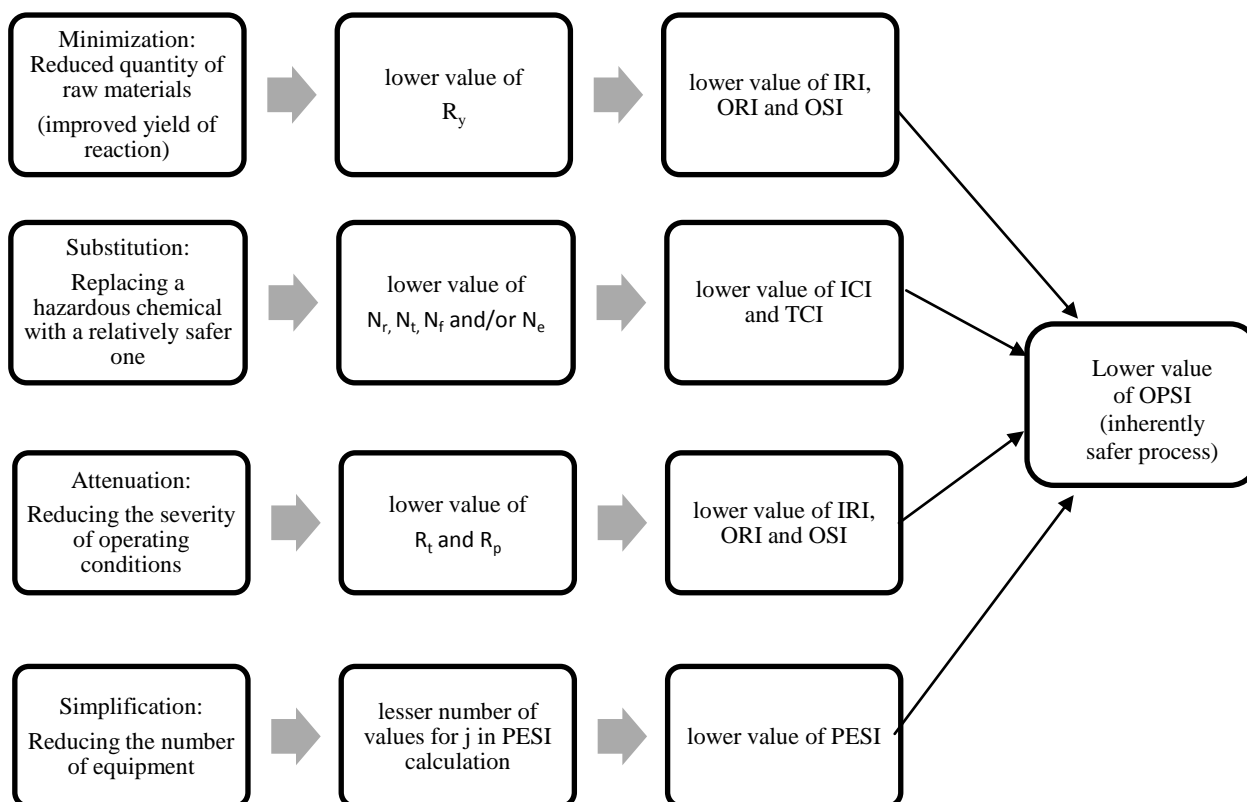 Minimization:
Reduced quantity of
raw materials
(improved yield of
reaction)
lower value of
Ry
lower value of IRI,
ORI and OSI
Substitution:
Replacing a
hazardous chemical
with a relatively safer
one
lower value of
Nr, Nt, Nf and/or Ne
lower value of ICI
and TCI
Lower value
of OPSI
(inherently
safer process)
Attenuation:
Reducing the severity
of operating
conditions
lower value of
Rt and Rp
lower value of IRI,
ORI and OSI
Simplification:
Reducing the number
of equipment
lesser number of
values for j in PESI
calculation
lower value of PESI